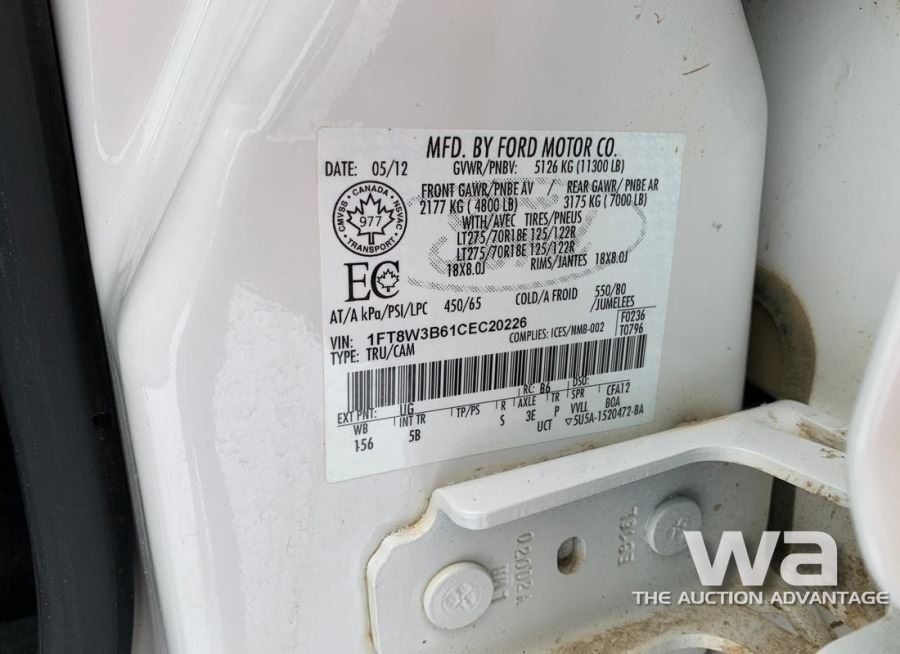 MFD. BY FORD MOTOR CO.
DATE: 05/12 GVWR/PNBV: 5126 KG (11300 LB)
FRONT GAWR/PNBE AV / REAR GAWR/ PNBE AR
2177 KG ( 4800 LB) 3175 KG ( 7000 LB)
WITH/AVEC TIRES/PNEUS
LT275/70R18E 125/122R
LT275/70R18E 125/122R
18X8.0J RIMS/JANTES 18X8.0J
CANADA
CMVSS NSVAC
977
TRANSPORT
EC
AT/A kPa/PSI/LPC 450/65 COLD/A FROID 550/80
/JUMELEES
VIN: 1FT8W3B61CEC20226 COMPLIES: ICES/NMB-002 F0236
TYPE: TRU/CAM T0796
RC: B6 DSO:
EXT PNT: UG
WB INT TR TP/PS R AXLE TR SPR CFA12
156 5B S 3E P VVLL BOA
UCT ▽5U5A-1520472-BA
020D2A
wa
THE AUCTION ADVANTAGE